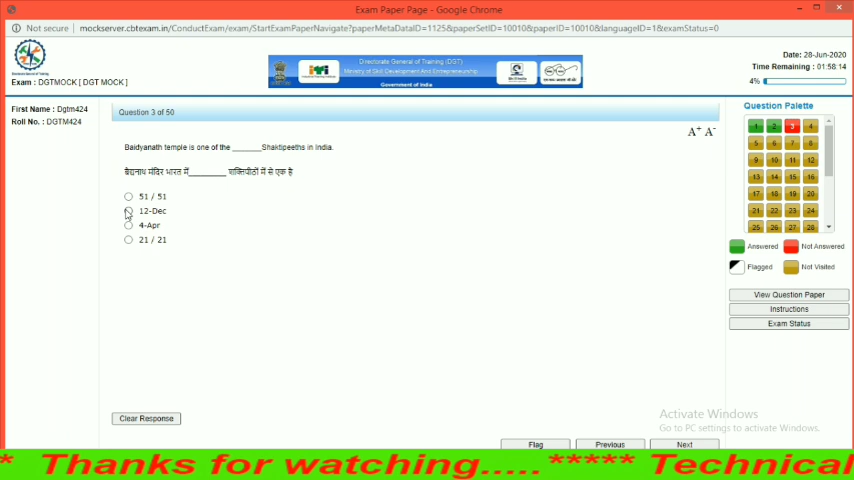 Exam Paper Page - Google Chrome
Not secure | mockserver.cbtexam.in/ConductExam/exam/StartExamPaperNavigate?paperMetaDataID=1125&paperSetID=10010&paperID=10010&languageID=1&examStatus=0
Directorate General of Training (DGT)
Ministry of Skill Development And Entrepreneurship
Government of India
Date: 28-Jun-2020
Time Remaining : 01:58:14
Exam : DGTMOCK [ DGT MOCK ]
4%
First Name : Dgtm424
Roll No. : DGTM424
Question 3 of 50
A+ A-
Baidyanath temple is one of the _______Shaktipeeths in India.
बैद्यनाथ मंदिर भारत में_________ शक्तिपीठों में से एक है
51 / 51
12-Dec
4-Apr
21 / 21
Clear Response
Flag
Previous
Next
Question Palette
1 2 3 4
5 6 7 8
9 10 11 12
13 14 15 16
17 18 19 20
21 22 23 24
25 26 27 28
Answered
Not Answered
Flagged
Not Visited
View Question Paper
Instructions
Exam Status
Activate Windows
Go to PC settings to activate Windows.
* Thanks for watching.....***** Technical